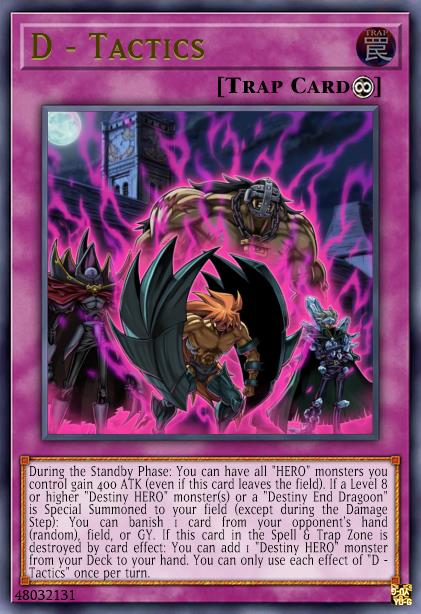 D - Tactics
TRAP
罠
[Trap Card]
During the Standby Phase: You can have all "HERO" monsters you
control gain 400 ATK (even if this card leaves the field). If a Level 8
or higher "Destiny HERO" monster(s) or a "Destiny End Dragoon"
is Special Summoned to your field (except during the Damage
Step): You can banish 1 card from your opponent's hand
(random), field, or GY. If this card in the Spell & Trap Zone is
destroyed by card effect: You can add 1 "Destiny HERO" monster
from your Deck to your hand. You can only use each effect of "D -
Tactics" once per turn.
48032131